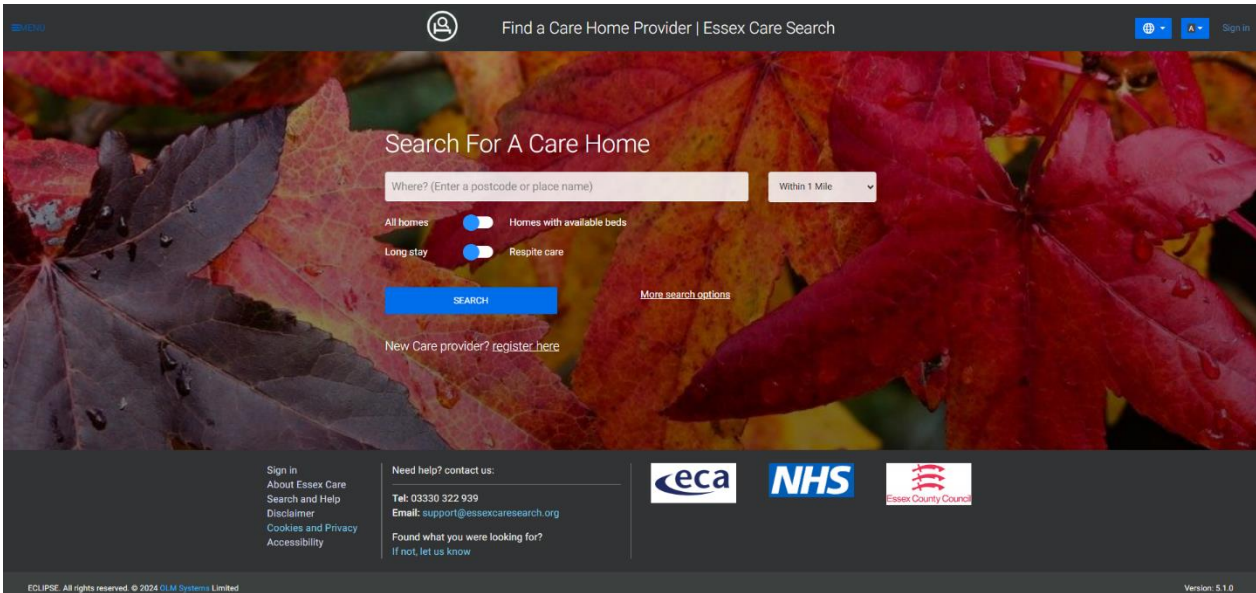 MENU
Find a Care Home Provider | Essex Care Search
A
Sign in
Search For A Care Home
Where? (Enter a postcode or place name)
Within 1 Mile
All homes
Homes with available beds
Long stay
Respite care
SEARCH
More search options
New Care provider? register here
Sign in
About Essex Care
Search and Help
Disclaimer
Cookies and Privacy
Accessibility
Need help? contact us:
Tel: 03330 322 939
Email: support@essexcaresearch.org
Found what you were looking for?
If not, let us know
eca
NHS
Essex County Council
ECLIPSE. All rights reserved. © 2024 OLM Systems Limited
Version: 5.1.0